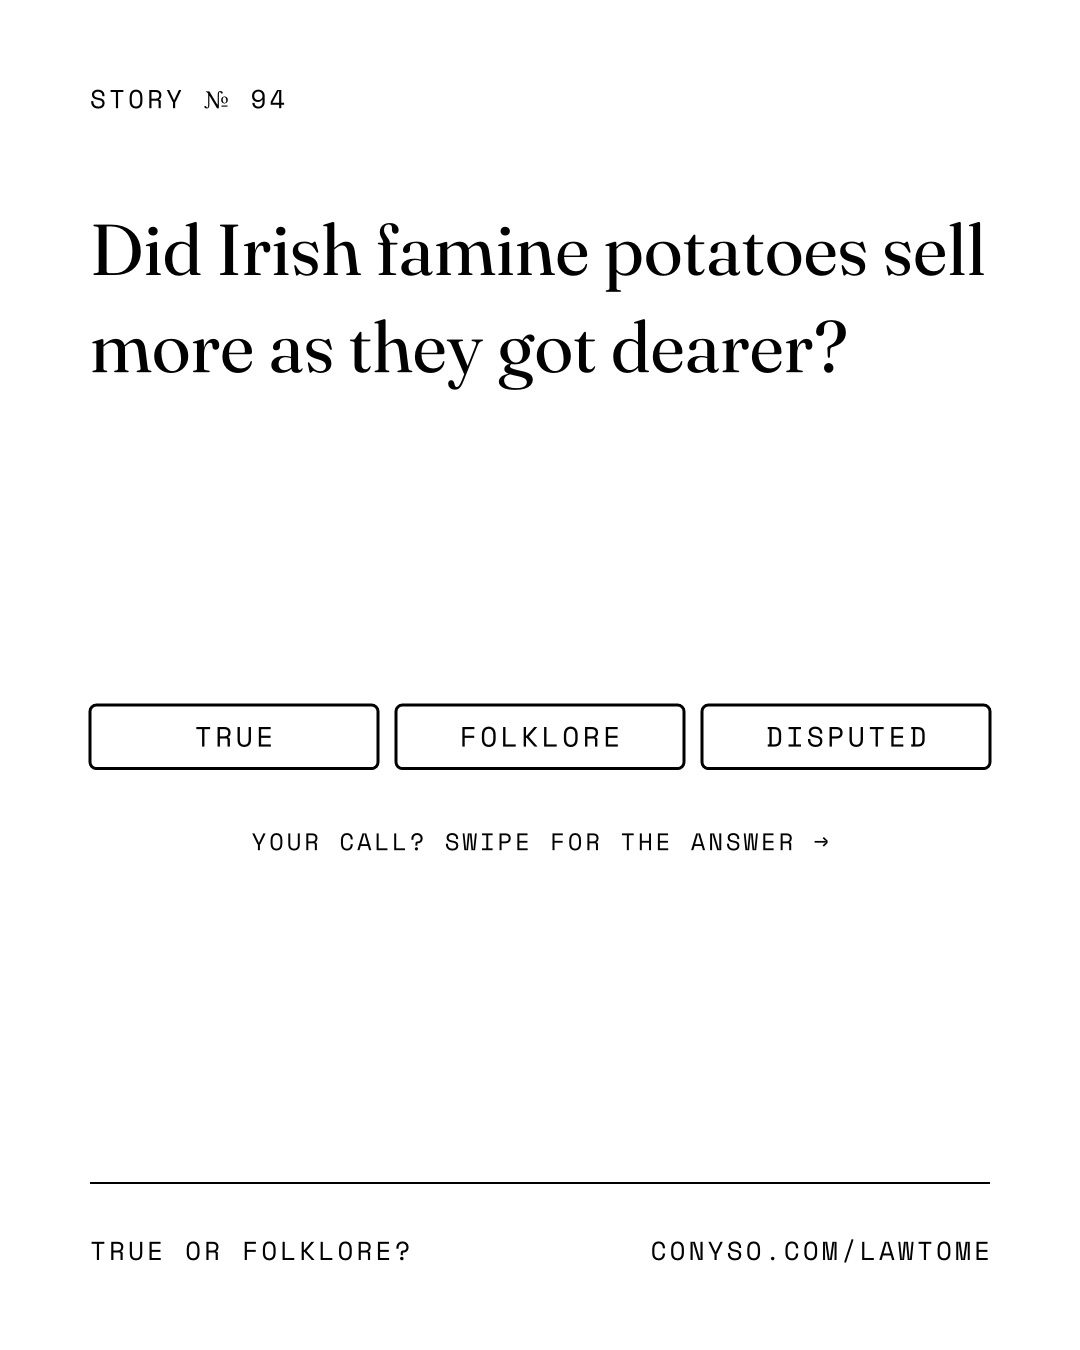 STORY № 94
Did Irish famine potatoes sell
more as they got dearer?
TRUE
FOLKLORE
DISPUTED
YOUR CALL? SWIPE FOR THE ANSWER →
TRUE OR FOLKLORE?
CONYSO.COM/LAWTOME